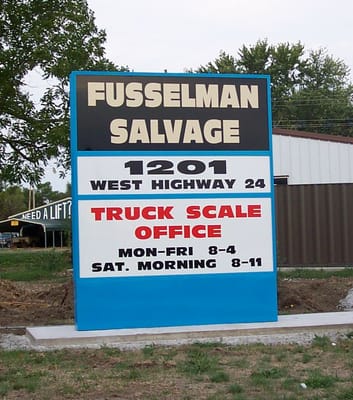 FUSSELMAN
SALVAGE
1201
WEST HIGHWAY 24
TRUCK SCALE
OFFICE
MON-FRI 8-4
SAT. MORNING 8-11
NEED A LIFT?